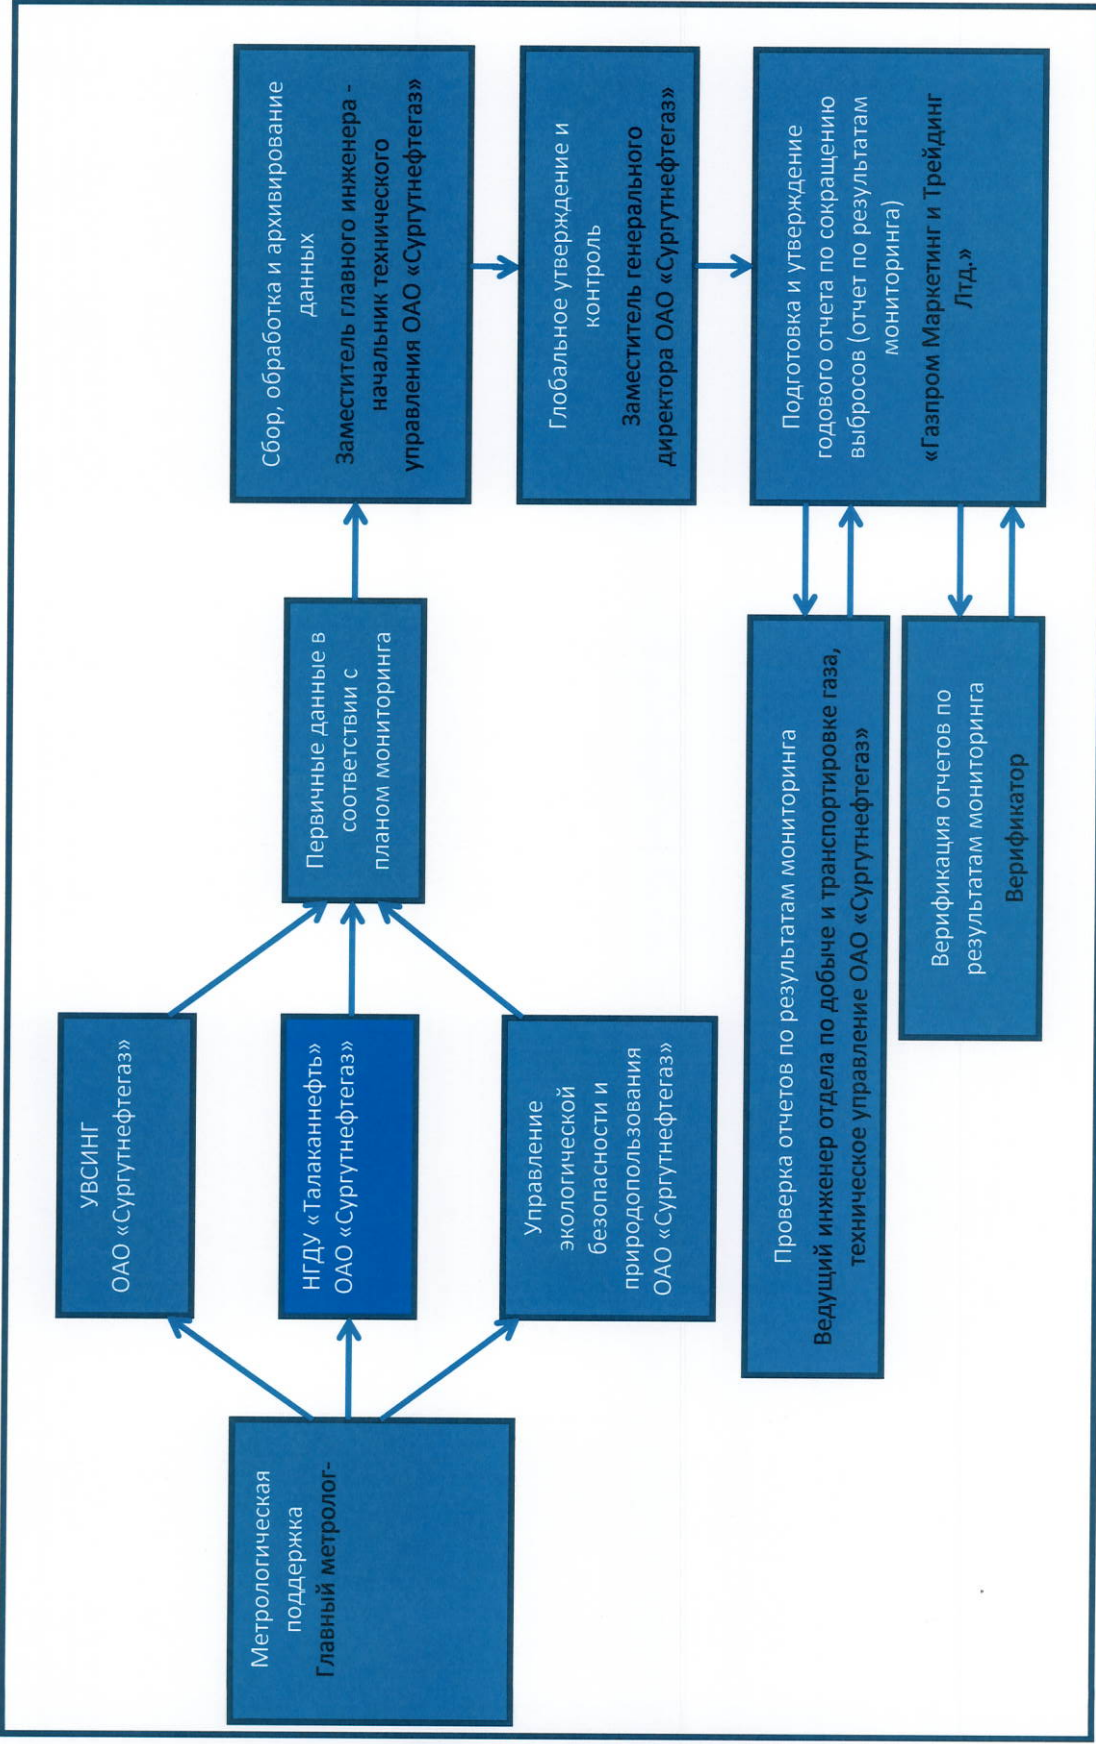 Метрологическая
поддержка
Главный метролог-
УВСИНГ
ОАО «Сургутнефтегаз»
НГДУ «Талаканнефть»
ОАО «Сургутнефтегаз»
Управление
экологической
безопасности и
природопользования
ОАО «Сургутнефтегаз»
Первичные данные в
соответствии с
планом мониторинга
Сбор, обработка и архивирование
данных
Заместитель главного инженера -
начальник технического
управления ОАО «Сургутнефтегаз»
Глобальное утверждение и
контроль
Заместитель генерального
директора ОАО «Сургутнефтегаз»
Подготовка и утверждение
годового отчета по сокращению
выбросов (отчет по результатам
мониторинга)
«Газпром Маркетинг и Трейдинг
Лтд.»
Проверка отчетов по результатам мониторинга
Ведущий инженер отдела по добыче и транспортировке газа,
техническое управление ОАО «Сургутнефтегаз»
Верификация отчетов по
результатам мониторинга
Верификатор